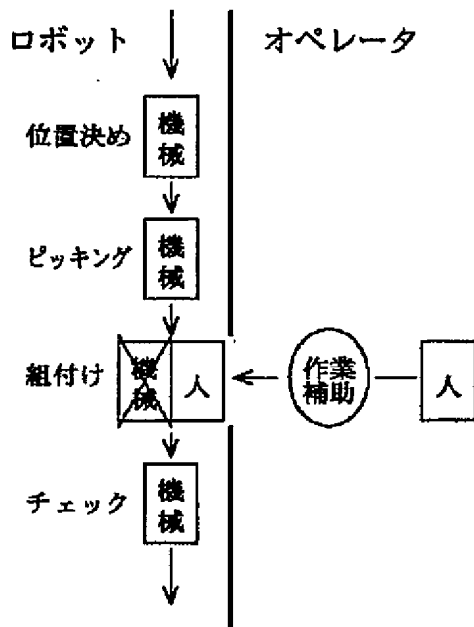 ロボット オペレータ
位置決め 機械
ピッキング 機械
組付け 機械 人 作業補助 人
チェック 機械